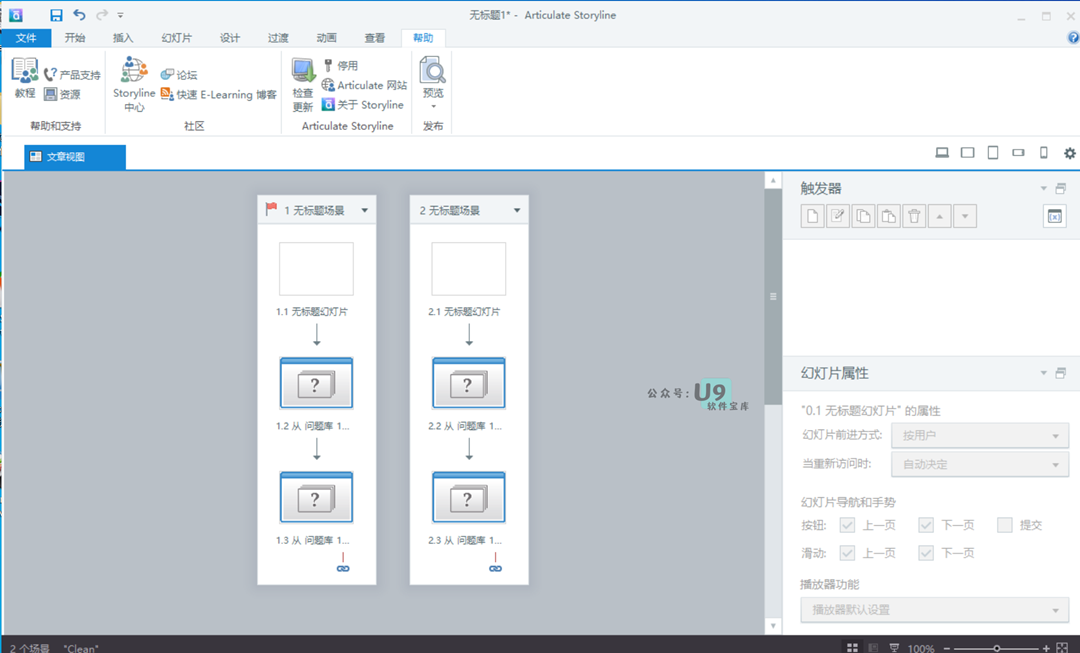 无标题1* - Articulate Storyline
文件 开始 插入 幻灯片 设计 过渡 动画 查看 帮助
教程
产品支持
资源
帮助和支持
Storyline
中心
论坛
快速 E-Learning 博客
社区
检查
更新
停用
Articulate 网站
关于 Storyline
Articulate Storyline
预览
发布
文章视图
1 无标题场景
1.1 无标题幻灯片
?
1.2 从 问题库 1...
?
1.3 从 问题库 1...
2 无标题场景
2.1 无标题幻灯片
?
2.2 从 问题库 1...
?
2.3 从 问题库 1...
公众号: U9
软件宝库
触发器
幻灯片属性
"0.1 无标题幻灯片" 的属性
幻灯片前进方式: 按用户
当重新访问时: 自动决定
幻灯片导航和手势
按钮: 上一页 下一页 提交
滑动: 上一页 下一页
播放器功能
播放器默认设置
2 个场景 "Clean" 100%